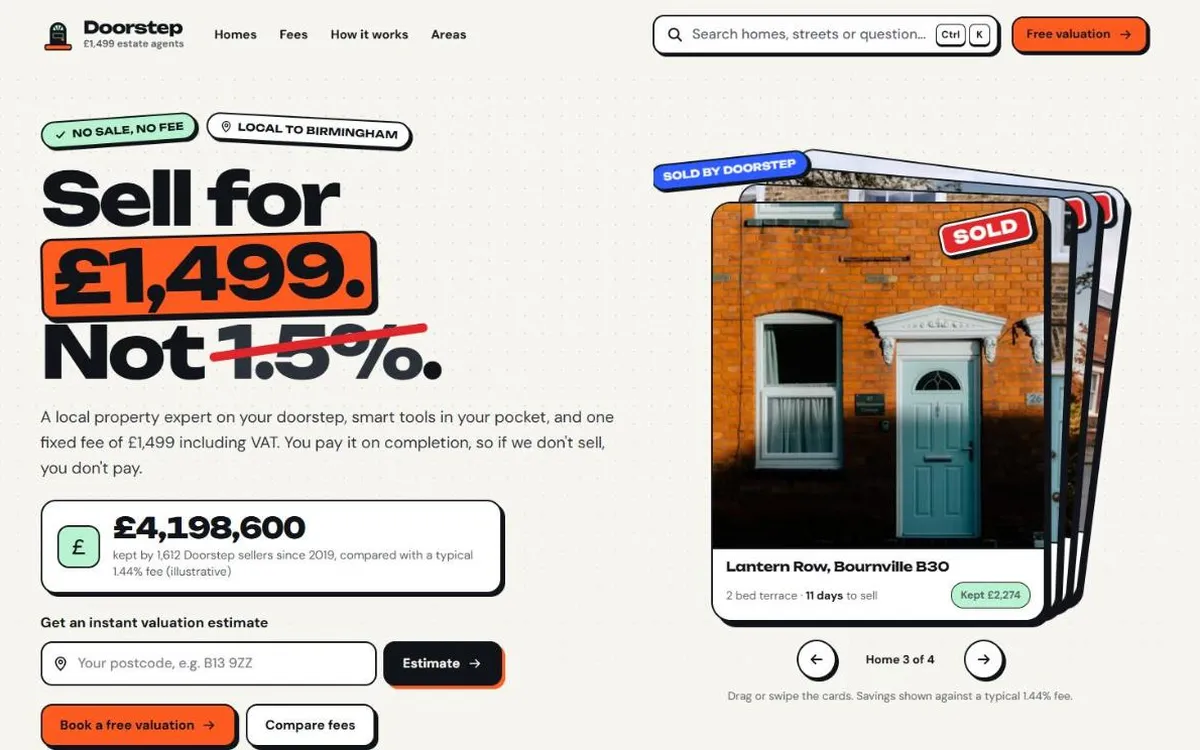 Doorstep
£1,499 estate agents
Homes
Fees
How it works
Areas
Search homes, streets or question...
Ctrl
K
Free valuation →
✓ NO SALE, NO FEE
LOCAL TO BIRMINGHAM
Sell for
£1,499.
Not 1.5%.
A local property expert on your doorstep, smart tools in your pocket, and one
fixed fee of £1,499 including VAT. You pay it on completion, so if we don't sell,
you don't pay.
£
£4,198,600
kept by 1,612 Doorstep sellers since 2019, compared with a typical
1.44% fee (illustrative)
Get an instant valuation estimate
Your postcode, e.g. B13 9ZZ
Estimate →
Book a free valuation →
Compare fees
SOLD BY DOORSTEP
SOLD
26
Lantern Row, Bournville B30
2 bed terrace · 11 days to sell
Kept £2,274
←
Home 3 of 4
→
Drag or swipe the cards. Savings shown against a typical 1.44% fee.